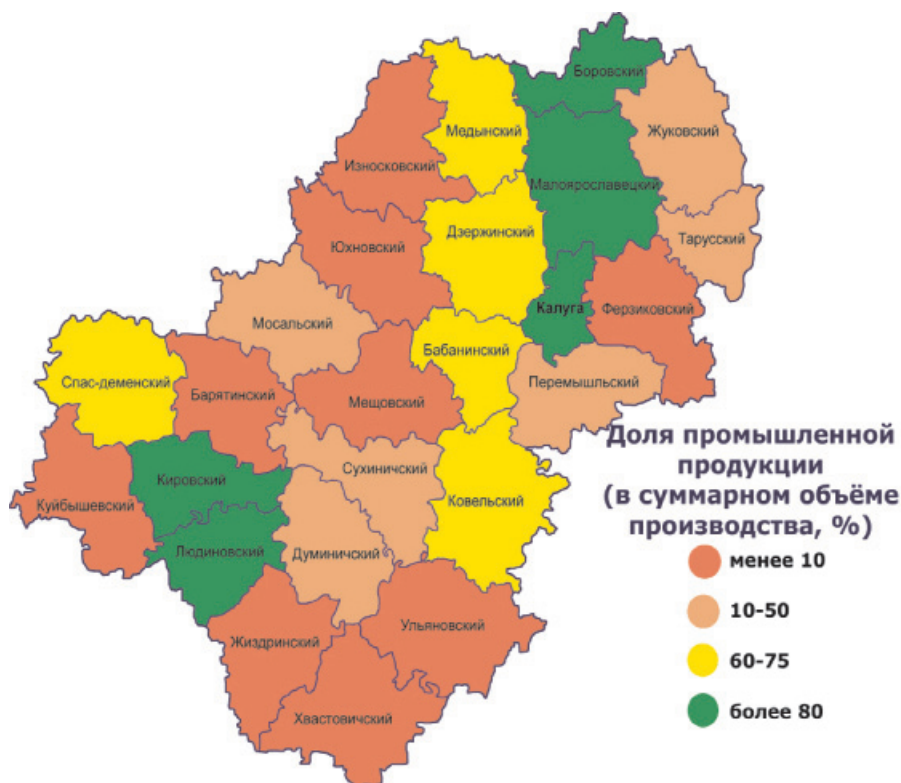 Боровский
Медынский
Жуковский
Износковский
Малоярославецкий
Дзержинский
Тарусский
Юхновский
Калуга
Ферзиковский
Мосальский
Бабанинский
Спас-деменский
Перемышльский
Барятинский
Мещовский
Доля промышленной
продукции
(в суммарном объёме
производства, %)
Сухиничский
Кировский
Куйбышевский
Ковельский
Людиновский
Думиничский
менее 10
10-50
Ульяновский
Жиздринский
60-75
более 80
Хвастовичский